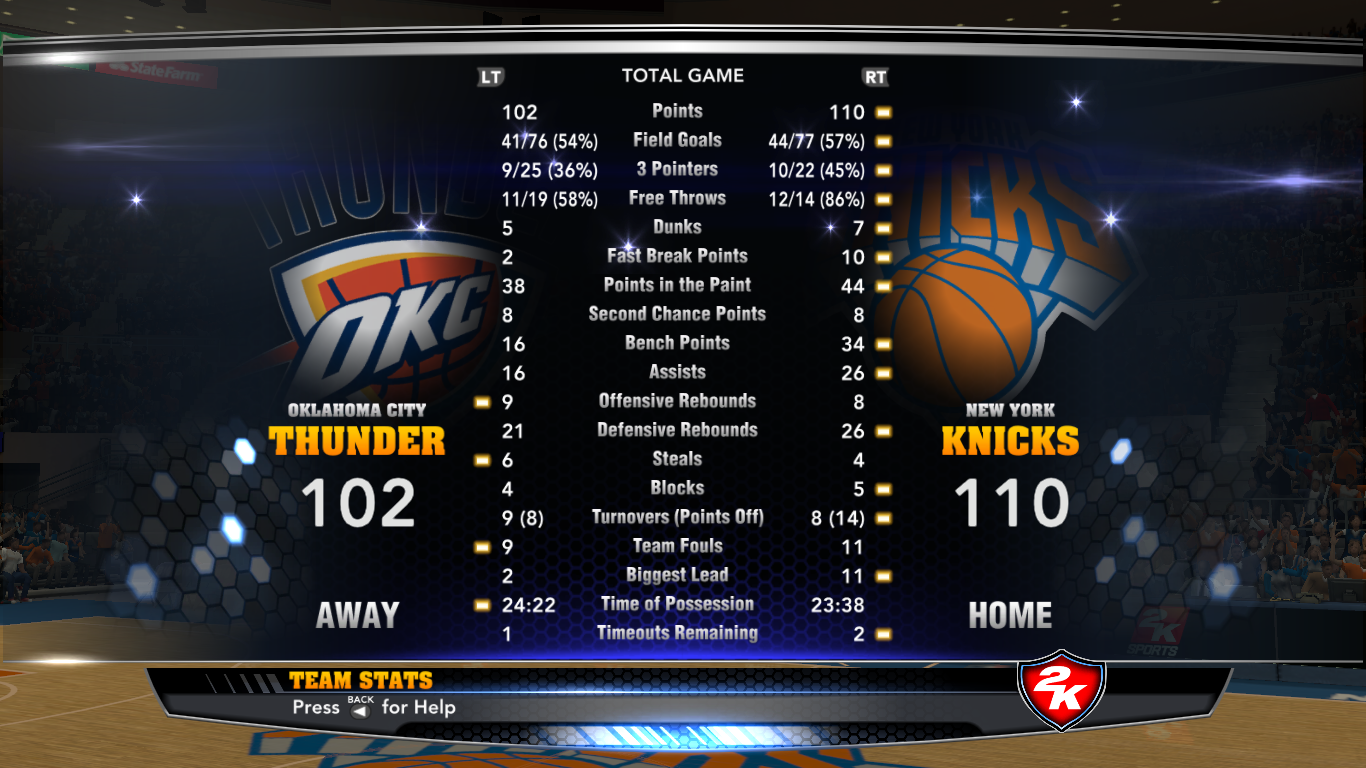 StateFarm
LT TOTAL GAME RT
102 Points 110
41/76 (54%) Field Goals 44/77 (57%)
9/25 (36%) 3 Pointers 10/22 (45%)
11/19 (58%) Free Throws 12/14 (86%)
5 Dunks 7
2 Fast Break Points 10
38 Points in the Paint 44
8 Second Chance Points 8
16 Bench Points 34
16 Assists 26
9 Offensive Rebounds 8
21 Defensive Rebounds 26
6 Steals 4
4 Blocks 5
9 (8) Turnovers (Points Off) 8 (14)
9 Team Fouls 11
2 Biggest Lead 11
24:22 Time of Possession 23:38
1 Timeouts Remaining 2
THUNDER
OKC
OKLAHOMA CITY
THUNDER
102
AWAY
NEW YORK
KNICKS
NEW YORK
KNICKS
110
HOME
2K
SPORTS
TEAM STATS
Press BACK for Help
2K